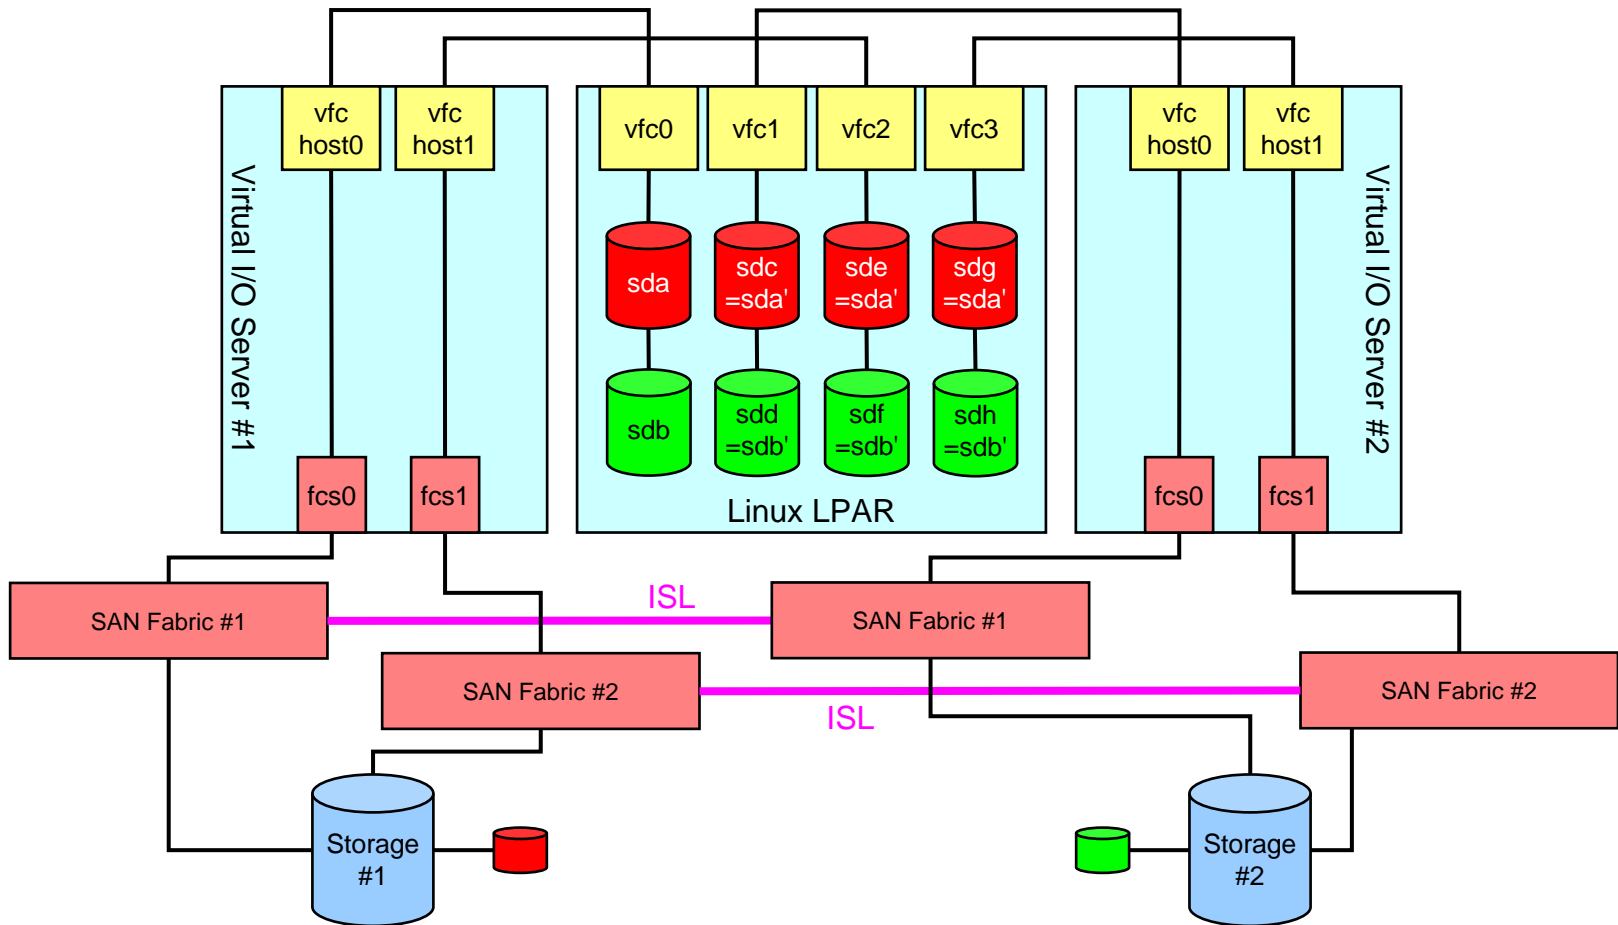 vfc
host0
vfc
host1
Virtual I/O Server #1
fcs0
fcs1
vfc0
vfc1
vfc2
vfc3
sda
sdc
=sda'
sde
=sda'
sdg
=sda'
sdb
sdd
=sdb'
sdf
=sdb'
sdh
=sdb'
Linux LPAR
vfc
host0
vfc
host1
Virtual I/O Server #2
fcs0
fcs1
SAN Fabric #1
ISL
SAN Fabric #1
SAN Fabric #2
ISL
SAN Fabric #2
Storage
#1
Storage
#2